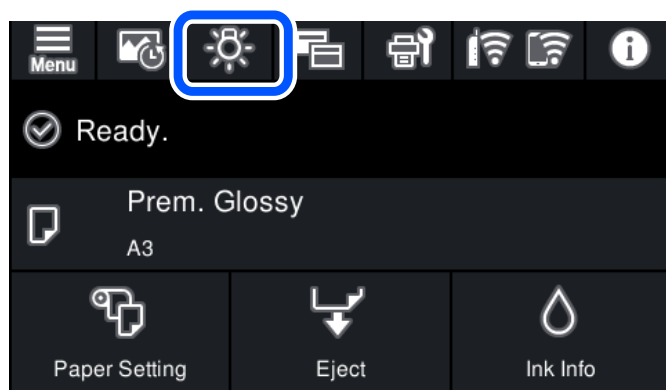 Menu
Ready.
Prem. Glossy
A3
Paper Setting
Eject
Ink Info